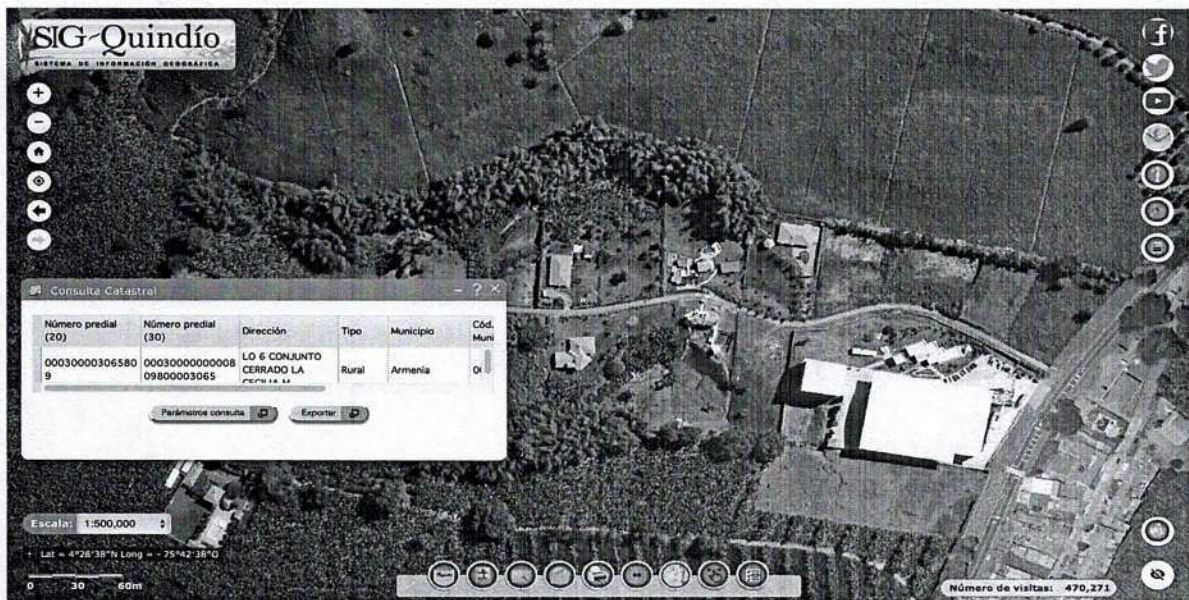 SIG-Quindío
SISTEMA DE INFORMACIÓN GEOGRÁFICA
Consulta Catastral
Número predial (20)
Número predial (30)
Dirección
Tipo
Municipio
Cód. Muni
00030000306580
9
00030000000008
09800003065
LO 6 CONJUNTO
CERRADO LA
CECILIA M
Rural
Armenia
Parámetros consulta
Exportar
Escala: 1:500,000
+ Lat = 4°28'38"N Long = - 75°42'38"O
0 30 60m
Número de visitas: 470,271